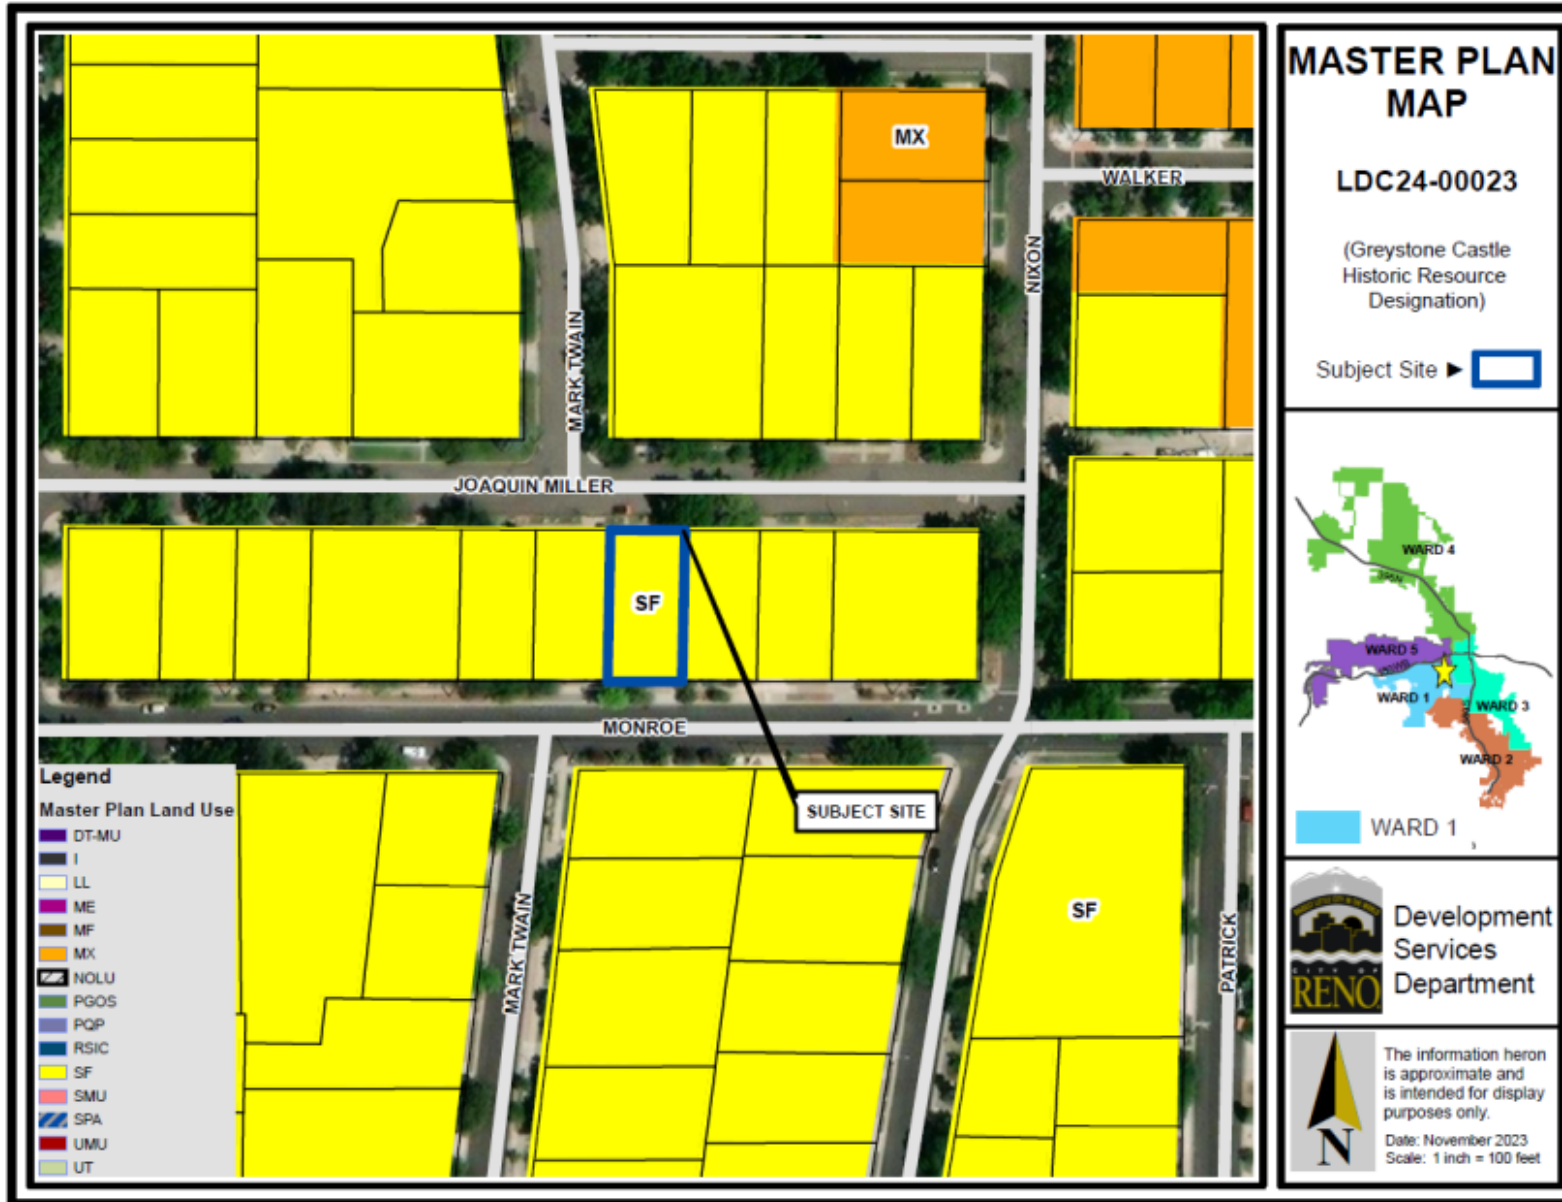 MASTER PLAN
MAP
LDC24-00023
(Greystone Castle
Historic Resource
Designation)
Subject Site ►
MX
WALKER
NIXON
MARK TWAIN
JOAQUIN MILLER
SF
MONROE
SUBJECT SITE
SF
MARK TWAIN
PATRICK
Legend
Master Plan Land Use
DT-MU
I
LL
ME
MF
MX
NOLU
PGOS
PQP
RSIC
SF
SMU
SPA
UMU
UT
WARD 4
395N
WARD 5
WARD 1
WARD 3
WARD 2
WARD 1
CITY OF
RENO
Development
Services
Department
The information heron
is approximate and
is intended for display
purposes only.
Date: November 2023
Scale: 1 inch = 100 feet
N